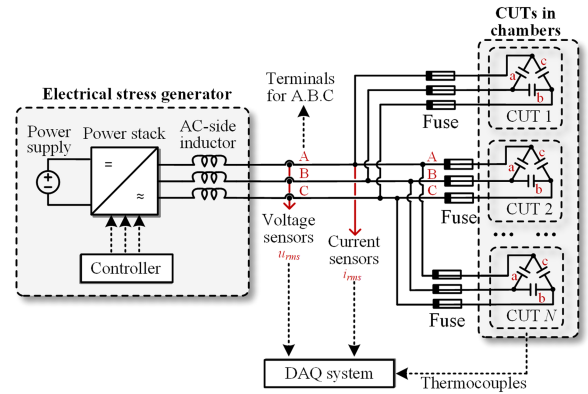 CUTs in
chambers
Electrical stress generator
Power
supply
Power stack
AC-side
inductor
=
≈
Controller
Terminals
for A.B.C
A
B
C
A
B
C
Voltage
sensors
u_rms
Current
sensors
i_rms
Fuse
Fuse
Fuse
a
c
b
CUT 1
a
c
b
CUT 2
... ...
a
c
b
CUT N
DAQ system
Thermocouples